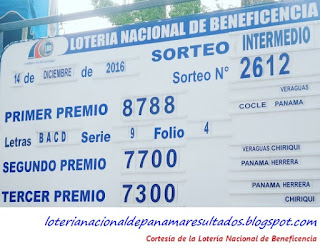 LOTERIA NACIONAL DE BENEFICENCIA
SORTEO INTERMEDIO
14 de DICIEMBRE de 2016 Sorteo N° 2612
PRIMER PREMIO 8788
VERAGUAS
COCLE PANAMA
Letras BACD Serie 9 Folio 4
SEGUNDO PREMIO 7700
VERAGUAS CHIRIQUI
PANAMA HERRERA
TERCER PREMIO 7300
PANAMA HERRERA
CHIRIQUI
loterianacionaldepanamaresultados.blogspot.com
Cortesía de la Lotería Nacional de Beneficencia